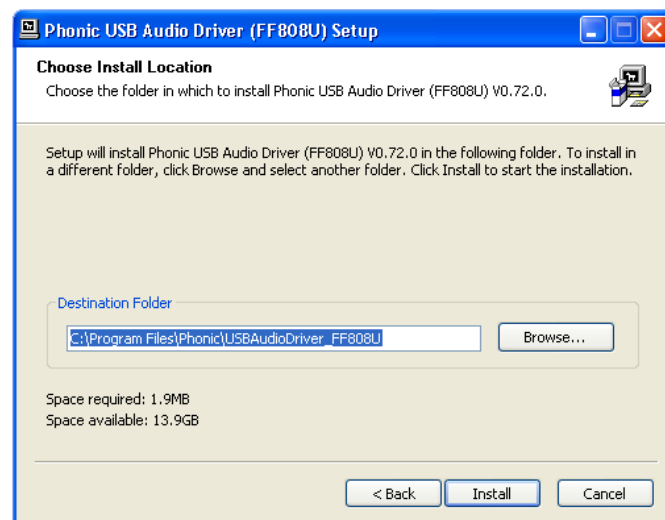 Phonic USB Audio Driver (FF808U) Setup
Choose Install Location
Choose the folder in which to install Phonic USB Audio Driver (FF808U) V0.72.0.
Setup will install Phonic USB Audio Driver (FF808U) V0.72.0 in the following folder. To install in
a different folder, click Browse and select another folder. Click Install to start the installation.
Destination Folder
C:\Program Files\Phonic\USBAudioDriver_FF808U
Browse...
Space required: 1.9MB
Space available: 13.9GB
< Back
Install
Cancel